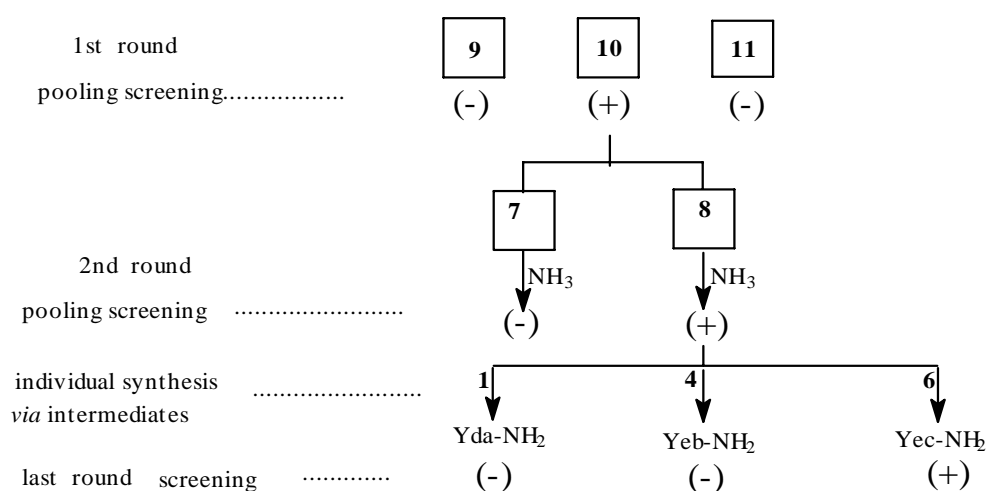 1st round
9 10 11
pooling screening...................
(-) (+) (-)
7 8
2nd round
NH3 NH3
pooling screening ..........................
(-) (+)
individual synthesis ..........................
1 4 6
via intermediates
Yda-NH2 Yeb-NH2 Yec-NH2
last round screening .............
(-) (-) (+)